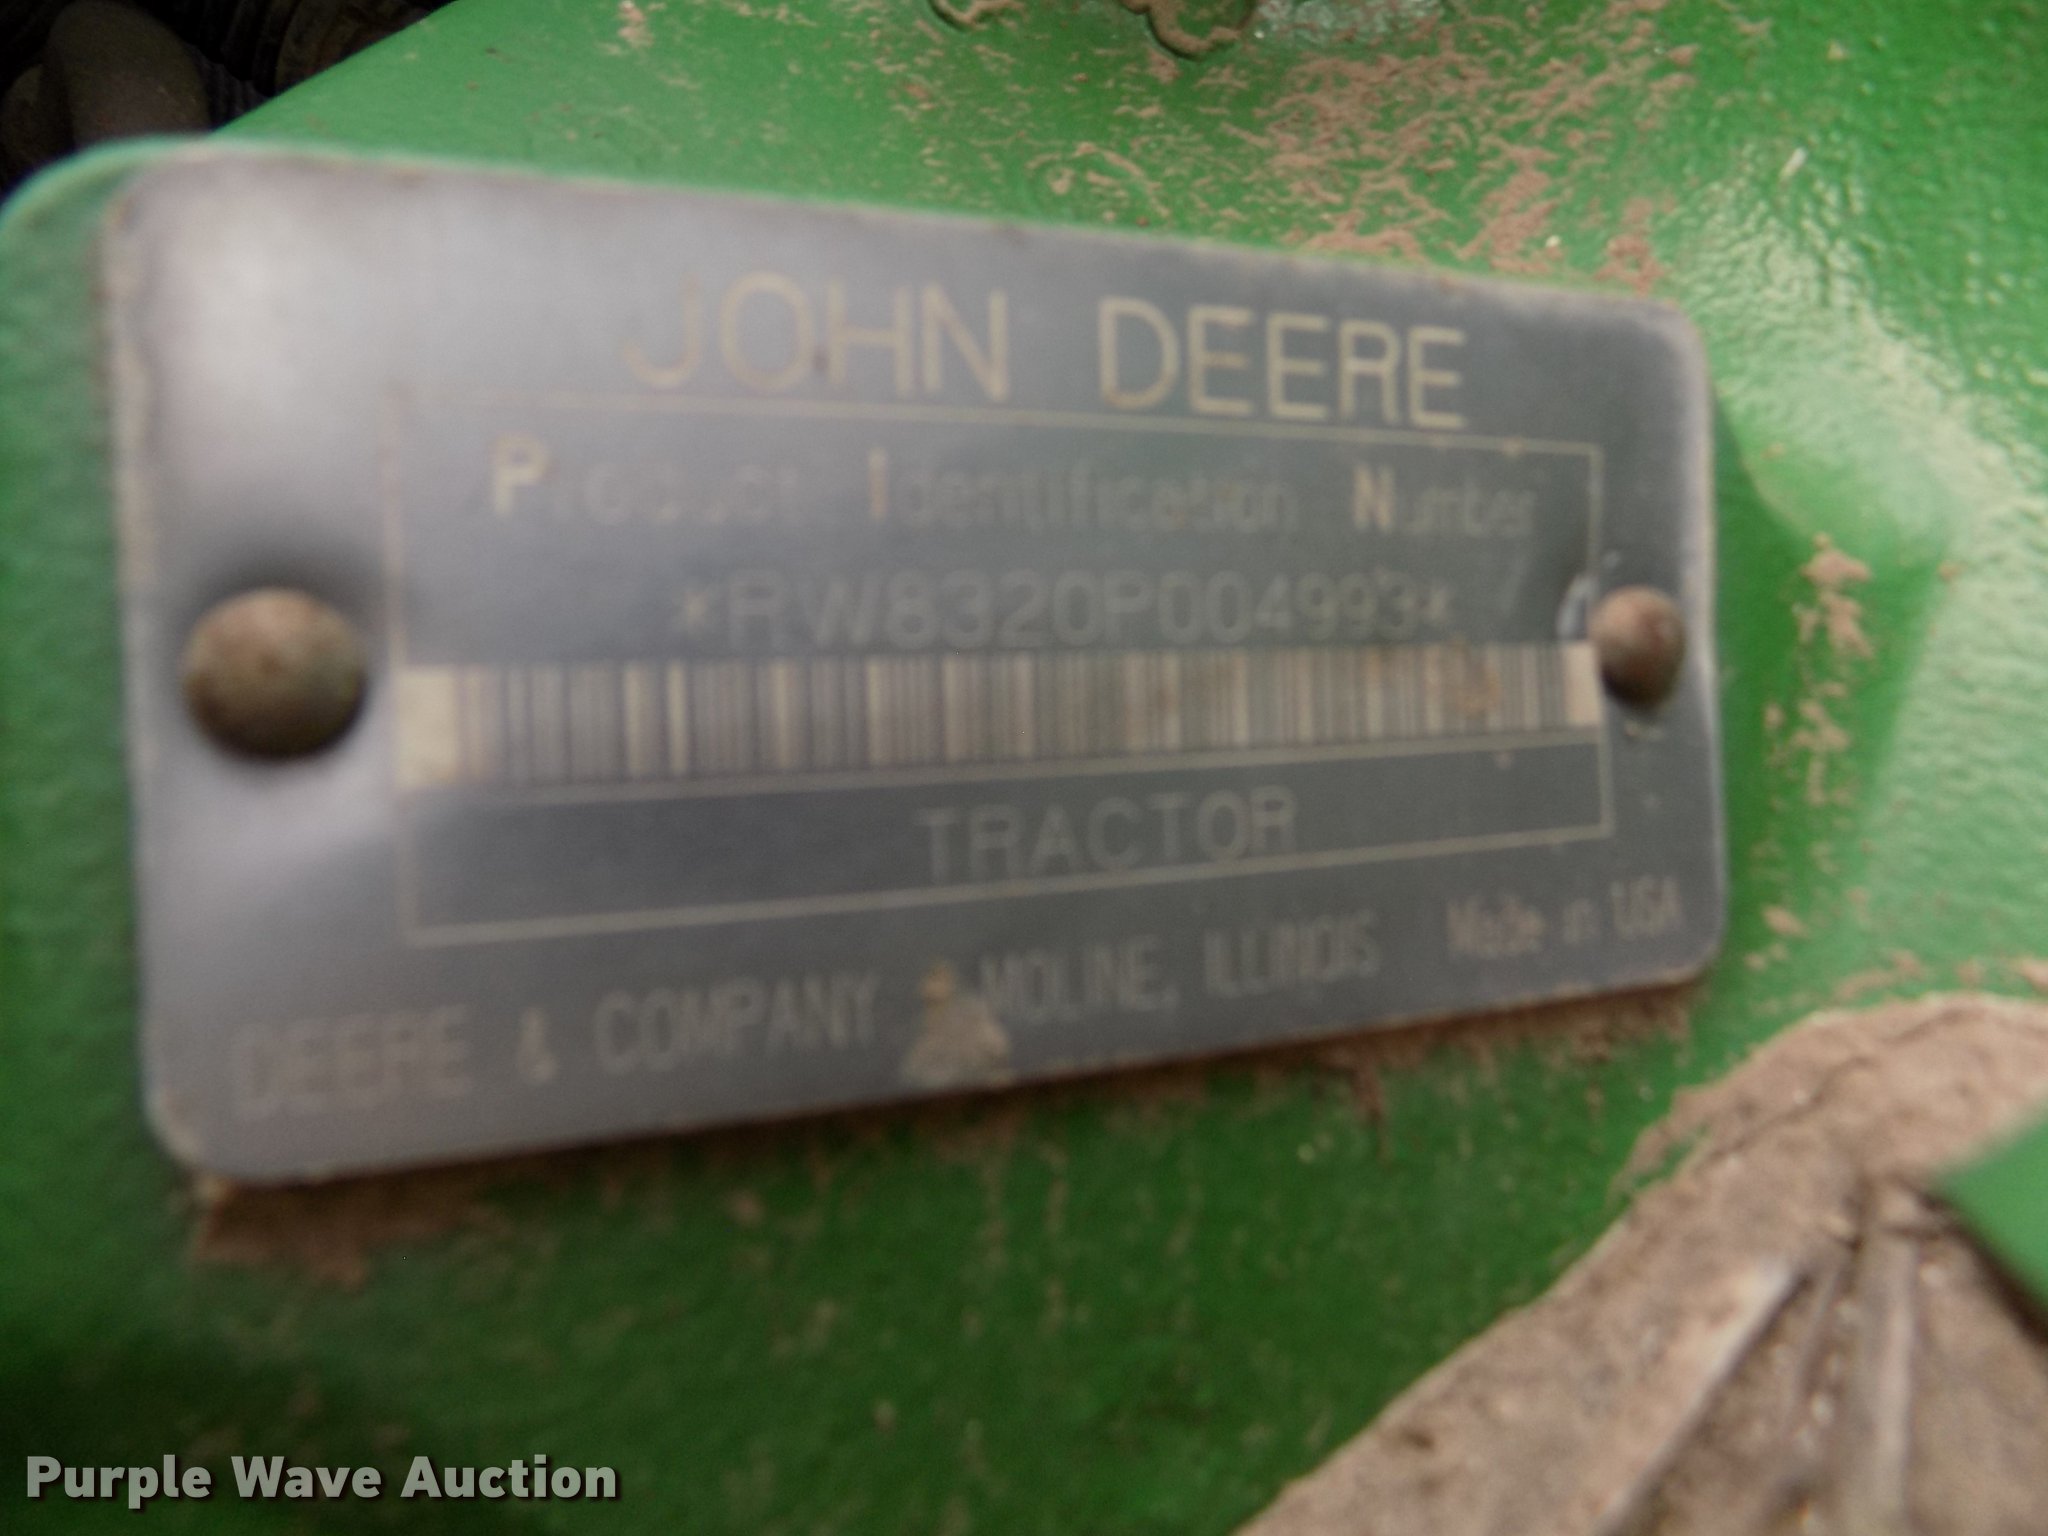 JOHN DEERE
Product Identification Number
*RW8320P004993*
TRACTOR
DEERE & COMPANY MOLINE, ILLINOIS Made in USA
Purple Wave Auction